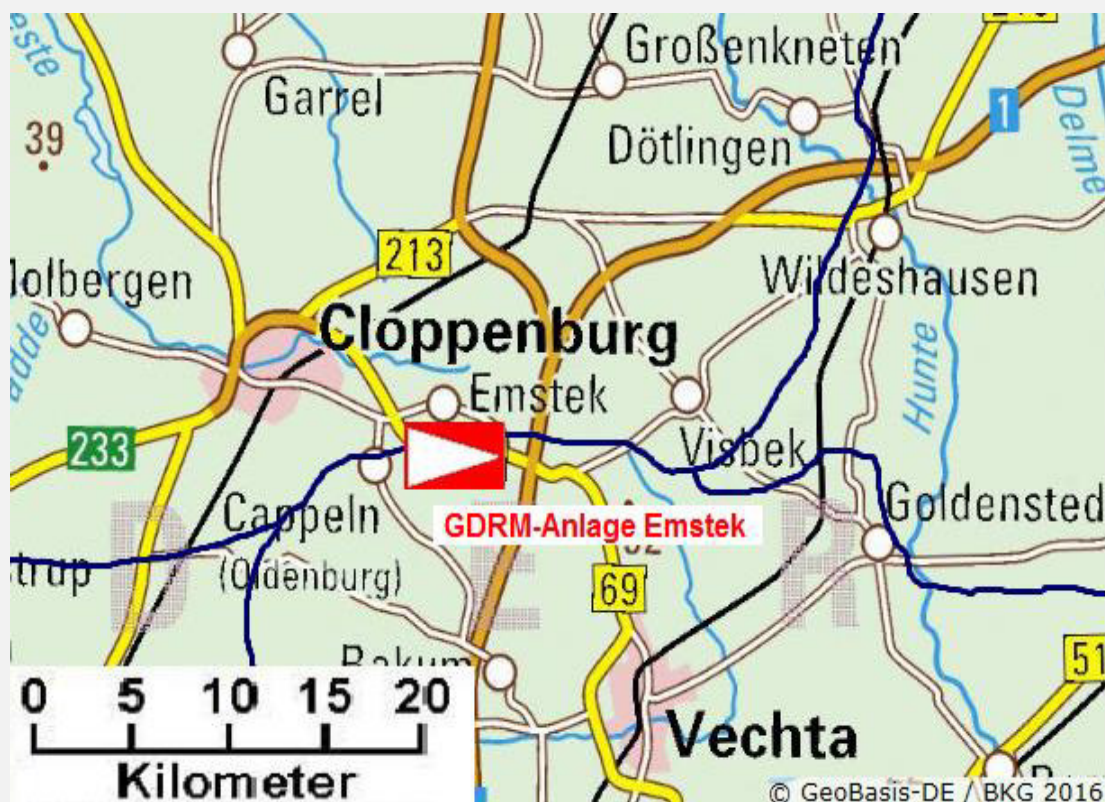 Garrel
Großenkneten
39
Dötlingen
1
Delme
213
Wildeshausen
Cloppenburg
Emstek
Hunte
233
Visbek
Cappeln
(Oldenburg)
Goldensted
GDRM-Anlage Emstek
D E R
69
Bakum
51
Vechta
0 5 10 15 20
Kilometer
© GeoBasis-DE / BKG 2016